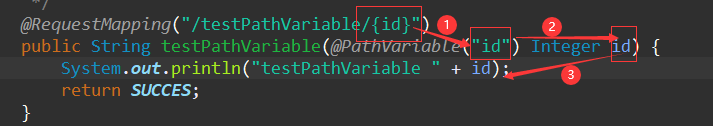 */
@RequestMapping("/testPathVariable/{id}")
public String testPathVariable(@PathVariable("id") Integer id) {
System.out.println("testPathVariable " + id);
return SUCCES;
}
1
2
3